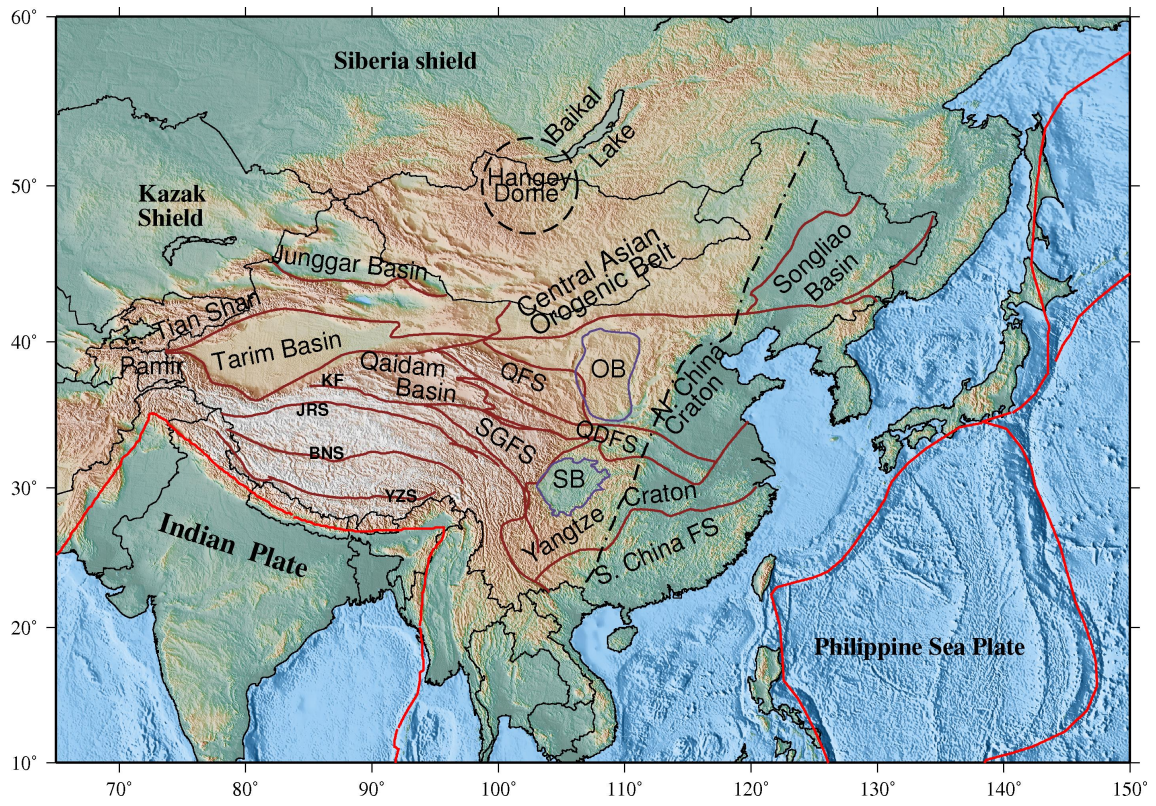 60°
Siberia shield
Baikal
Lake
50°
Hangey
Dome
Kazak
Shield
Junggar Basin
Central Asian
Orogenic Belt
Songliao
Basin
Tian Shan
40°
Tarim Basin
Pamir
Qaidam
Basin
QFS
OB
N. China
Craton
KF
JRS
SGFS
QDFS
BNS
SB
30°
YZS
Craton
Yangtze
Indian Plate
S. China FS
20°
Philippine Sea Plate
10°
70°
80°
90°
100°
110°
120°
130°
140°
150°